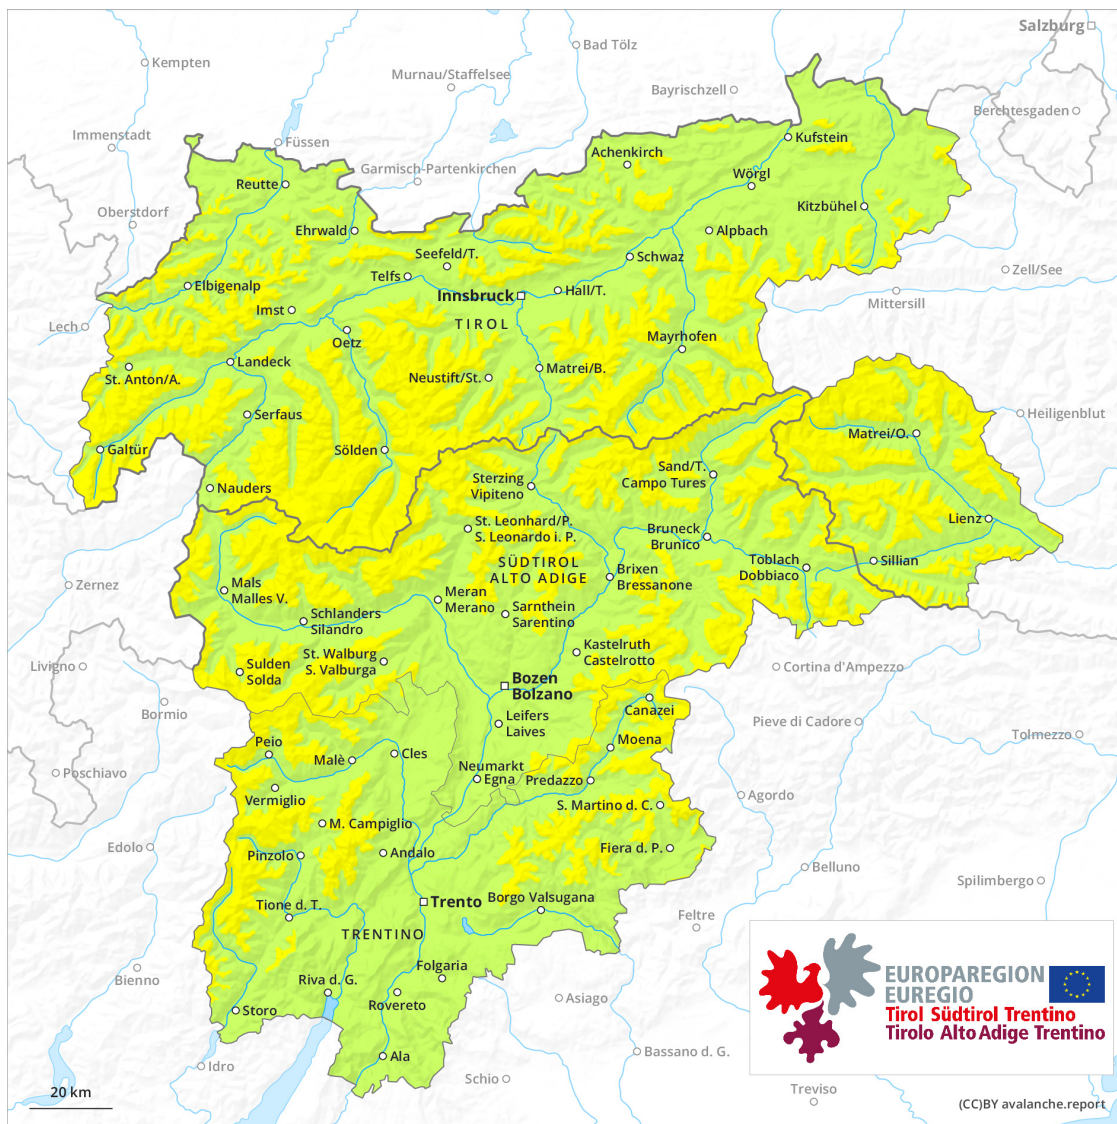 Salzburg
Bad Tölz
Kempten
Murnau/Staffelsee
Bayrischzell
Berchtesgaden
Immenstadt
Füssen
Kufstein
Achenkirch
Garmisch-Partenkirchen
Wörgl
Reutte
Oberstdorf
Kitzbühel
Ehrwald
Alpbach
Seefeld/T.
Schwaz
Zell/See
Telfs
Elbigenalp
Hall/T.
Innsbruck
Mittersill
Imst
TIROL
Lech
Oetz
Mayrhofen
Landeck
Matrei/B.
St. Anton/A.
Neustift/St.
Serfaus
Heiligenblut
Matrei/O.
Galtür
Sölden
Sand/T.
Campo Tures
Sterzing
Vipiteno
Nauders
Lienz
St. Leonhard/P.
S. Leonardo i. P.
Bruneck
Brunico
SÜDTIROL
ALTO ADIGE
Toblach
Dobbiaco
Sillian
Brixen
Bressanone
Zernez
Mals
Malles V.
Meran
Merano
Sarnthein
Sarentino
Schlanders
Silandro
Kastelruth
Castelrotto
St. Walburg
S. Valburga
Livigno
Sulden
Solda
Cortina d'Ampezzo
Bozen
Bolzano
Bormio
Canazei
Leifers
Laives
Pieve di Cadore
Tolmezzo
Peio
Moena
Cles
Malè
Poschiavo
Neumarkt
Egna
Predazzo
Vermiglio
Agordo
S. Martino d. C.
M. Campiglio
Edolo
Fiera d. P.
Andalo
Pinzolo
Belluno
Spilimbergo
Borgo Valsugana
Trento
Tione d. T.
Feltre
TRENTINO
Folgaria
Bienno
Riva d. G.
Rovereto
Asiago
Storo
EUROPAREGION
EUREGIO
Tirol Südtirol Trentino
Tirolo Alto Adige Trentino
Bassano d. G.
Ala
Idro
Schio
Treviso
20 km
(CC)BY avalanche.report